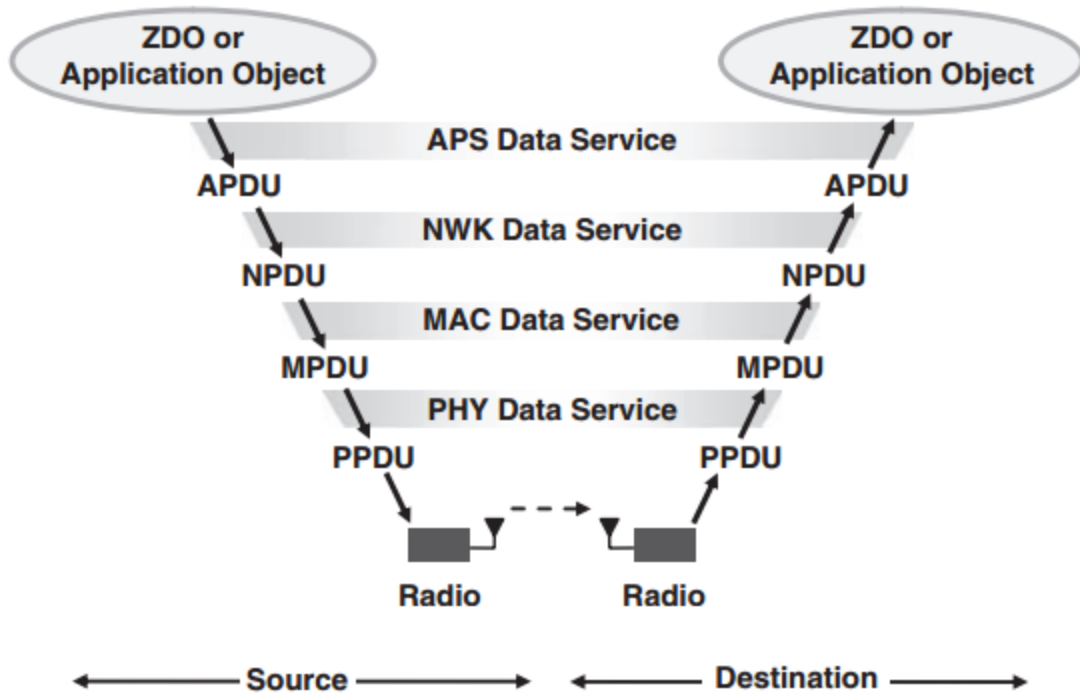 ZDO or
Application Object
ZDO or
Application Object
APS Data Service
APDU
APDU
NWK Data Service
NPDU
NPDU
MAC Data Service
MPDU
MPDU
PHY Data Service
PPDU
PPDU
Radio
Radio
Source
Destination